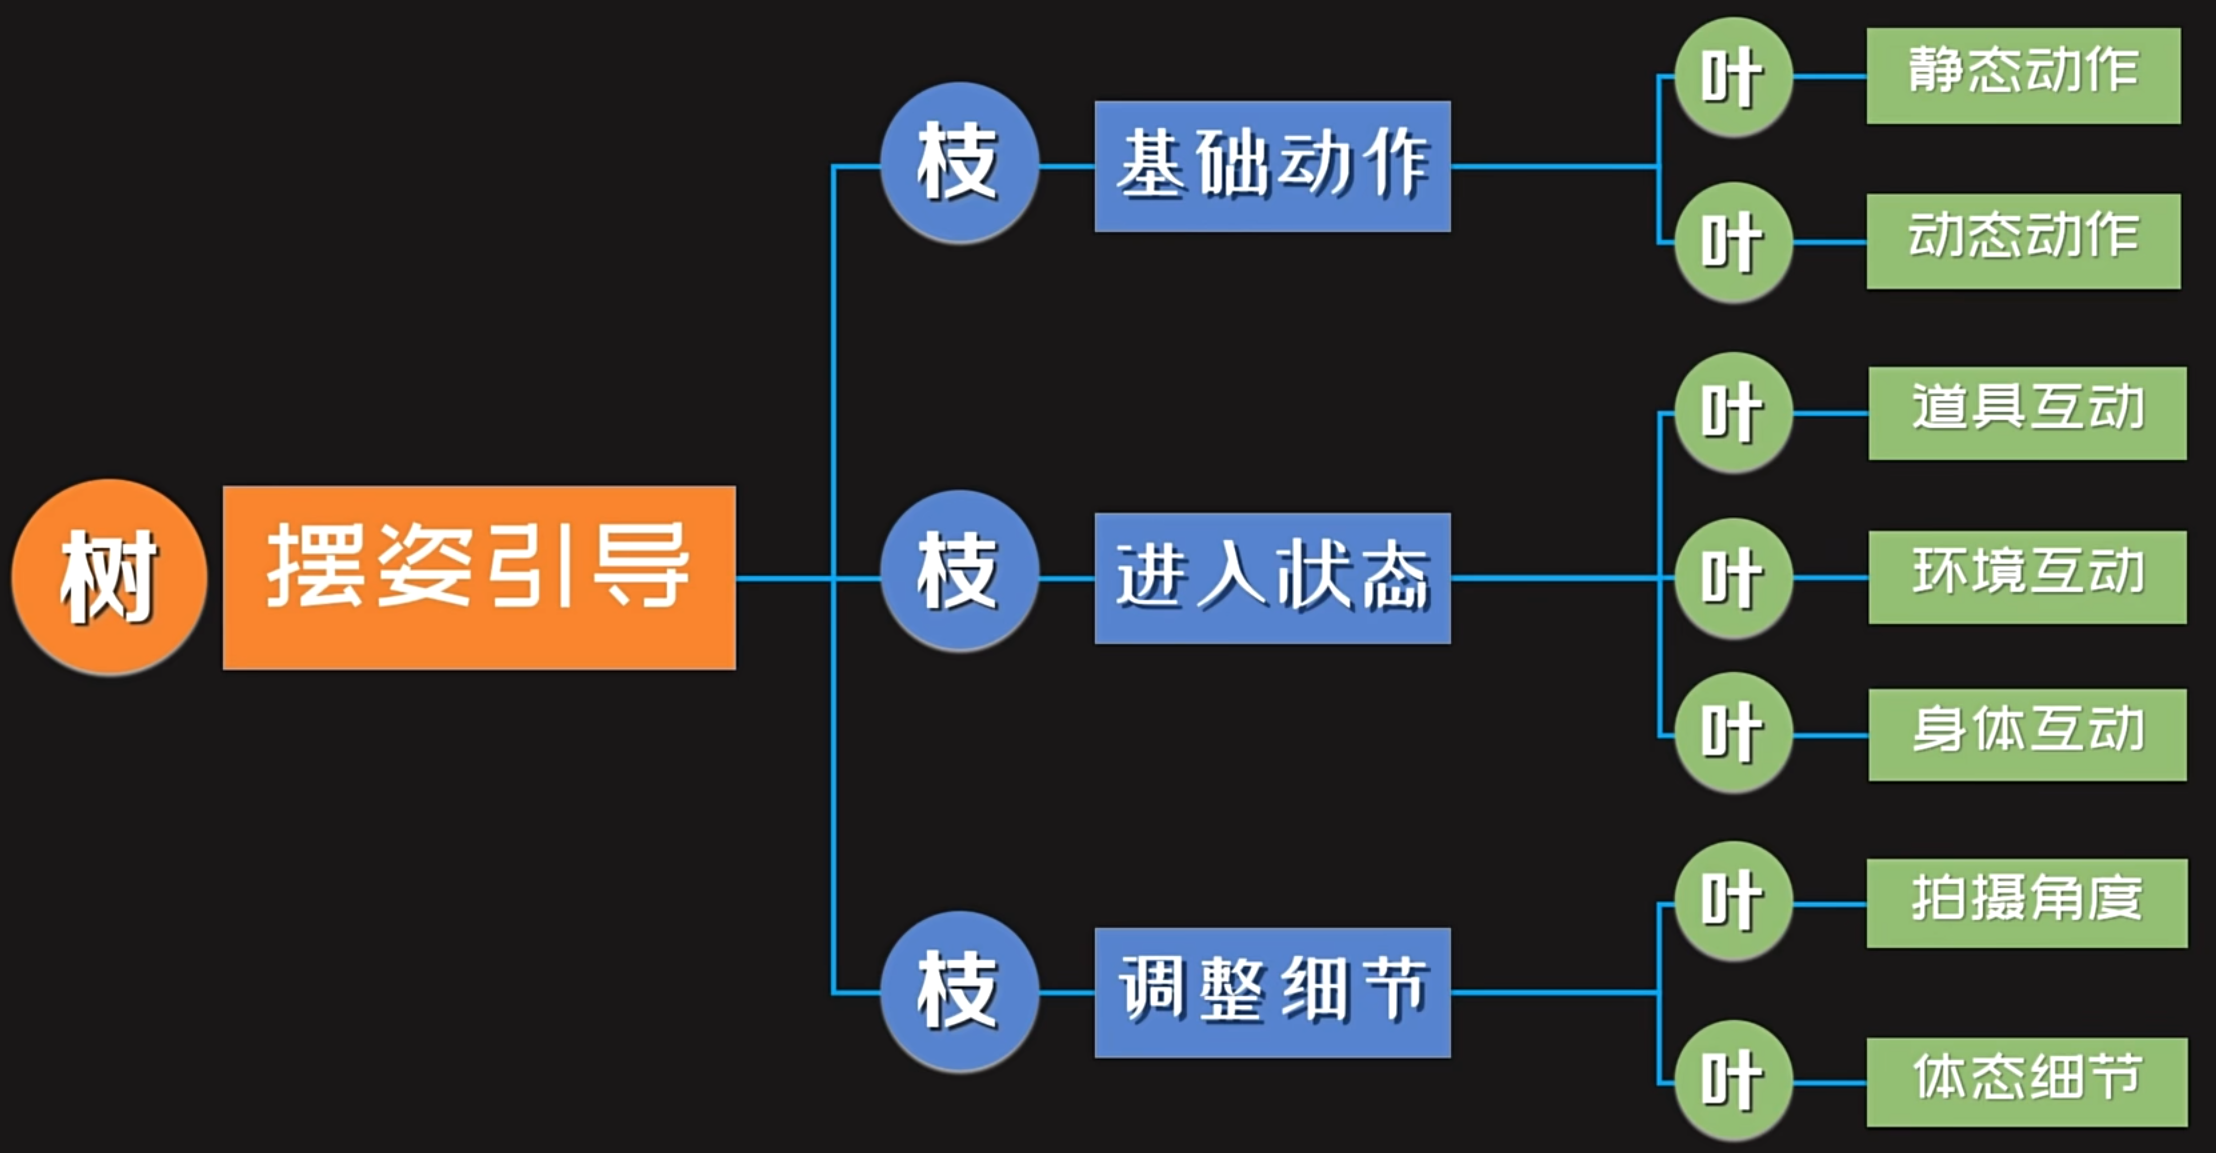 树 摆姿引导
枝 基础动作
叶 静态动作
叶 动态动作
枝 进入状态
叶 道具互动
叶 环境互动
叶 身体互动
枝 调整细节
叶 拍摄角度
叶 体态细节